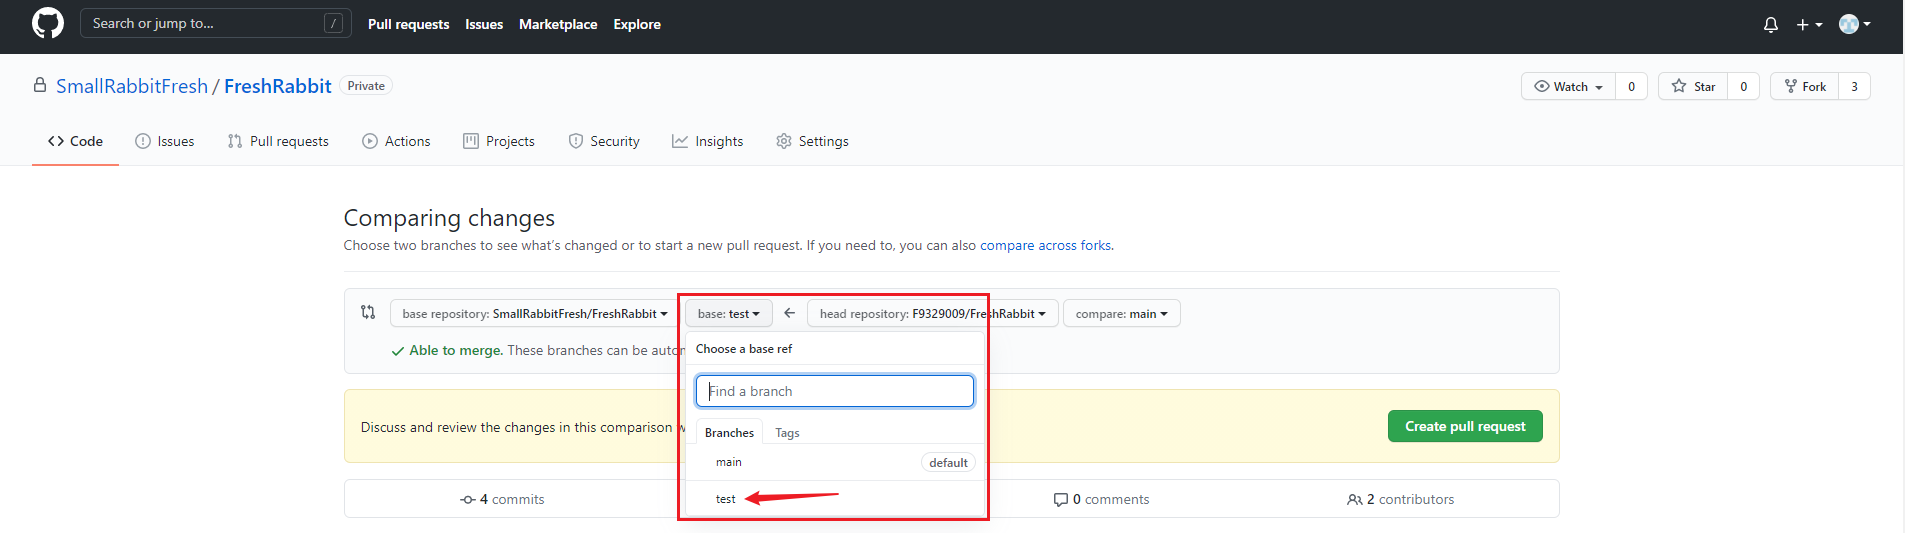 Search or jump to... /
Pull requests Issues Marketplace Explore
SmallRabbitFresh / FreshRabbit Private
Watch 0 Star 0 Fork 3
Code Issues Pull requests Actions Projects Security Insights Settings
Comparing changes
Choose two branches to see what's changed or to start a new pull request. If you need to, you can also compare across forks.
base repository: SmallRabbitFresh/FreshRabbit base: test head repository: F9329009/FreshRabbit compare: main
Able to merge. These branches can be
Choose a base ref
Find a branch
Discuss and review the changes in this comparison
Create pull request
Branches Tags
main default
test
4 commits
0 comments
2 contributors